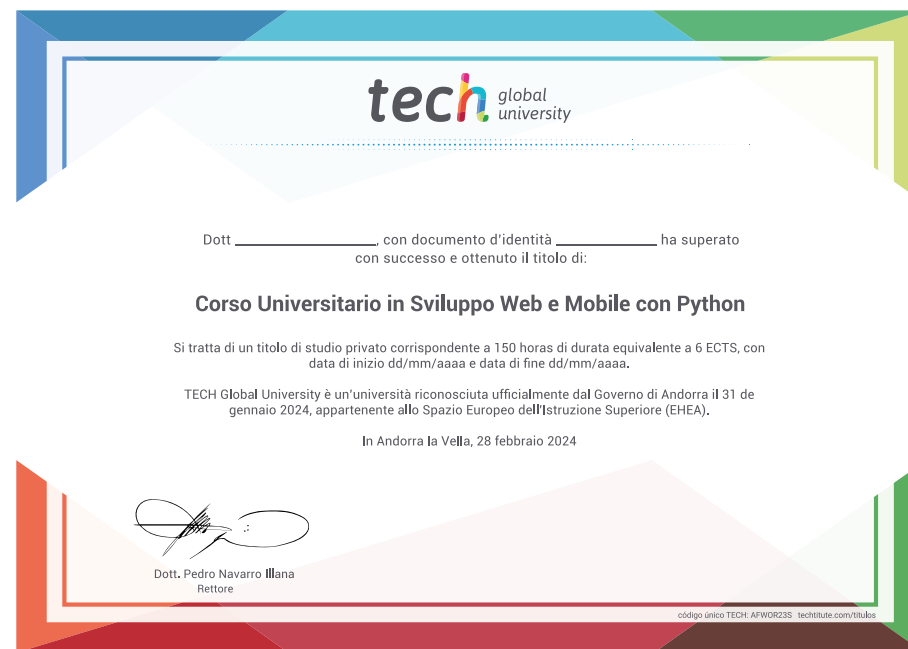 tech global university
Dott ____________, con documento d'identità ____________ ha superato
con successo e ottenuto il titolo di:
Corso Universitario in Sviluppo Web e Mobile con Python
Si tratta di un titolo di studio privato corrispondente a 150 horas di durata equivalente a 6 ECTS, con
data di inizio dd/mm/aaaa e data di fine dd/mm/aaaa.
TECH Global University è un'università riconosciuta ufficialmente dal Governo di Andorra il 31 de
gennaio 2024, appartenente allo Spazio Europeo dell'Istruzione Superiore (EHEA).
In Andorra la Vella, 28 febbraio 2024
Dott. Pedro Navarro Illana
Rettore
código único TECH: AFWOR23S techtitute.com/titulos